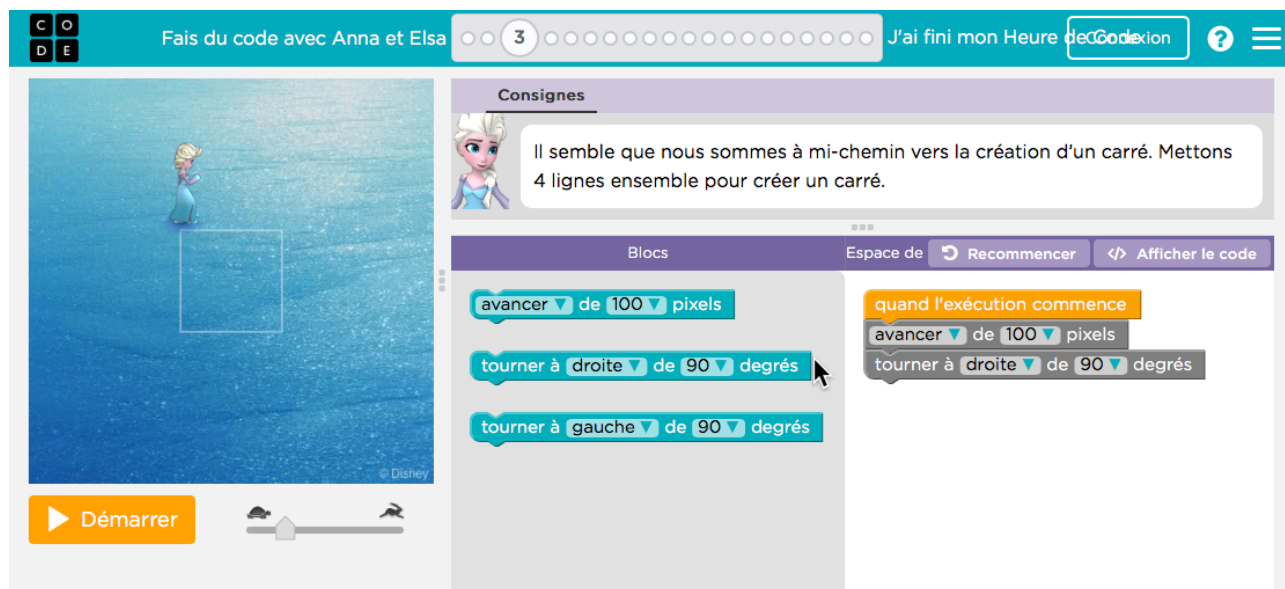 CO
DE
Fais du code avec Anna et Elsa
3
J'ai fini mon Heure de Code
Connexion
?
Consignes
Il semble que nous sommes à mi-chemin vers la création d'un carré. Mettons
4 lignes ensemble pour créer un carré.
Blocs
Espace de
Recommencer
</> Afficher le code
avancer de 100 pixels
tourner à droite de 90 degrés
tourner à gauche de 90 degrés
quand l'exécution commence
avancer de 100 pixels
tourner à droite de 90 degrés
© Disney
Démarrer